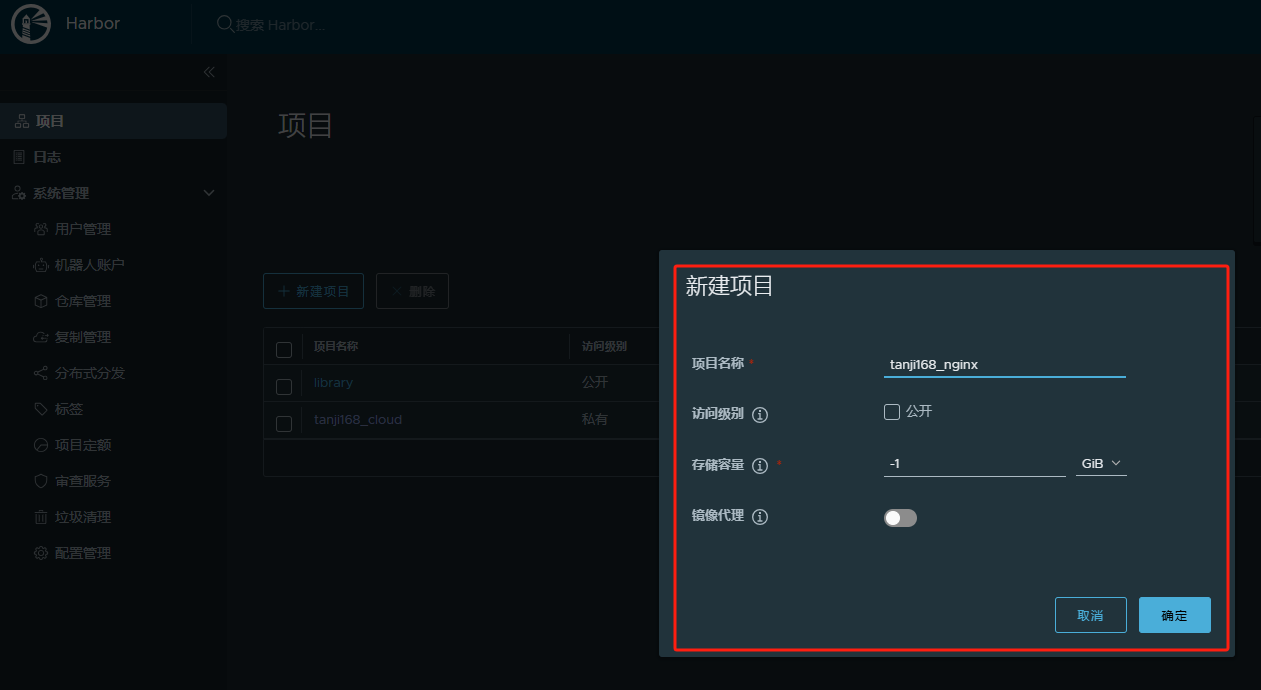 Harbor
搜索 Harbor...
项目
日志
系统管理
用户管理
机器人账户
仓库管理
复制管理
分布式分发
标签
项目定额
审查服务
垃圾清理
配置管理
项目
+ 新建项目
× 删除
项目名称 访问级别
library 公开
tanji168_cloud 私有
新建项目
项目名称 * tanji168_nginx
访问级别 公开
存储容量 * -1 GiB
镜像代理
取消 确定